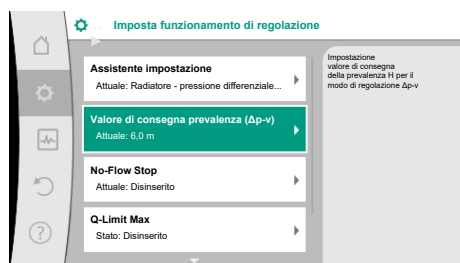 ... Imposta funzionamento di regolazione
Assistente impostazione
Attuale: Radiatore - pressione differenziale...
Valore di consegna prevalenza (Δp-v)
Attuale: 6,0 m
No-Flow Stop
Attuale: Disinserito
Q-Limit Max
Stato: Disinserito
Impostazione
valore di consegna
della prevalenza H per il
modo di regolazione Δp-v
?